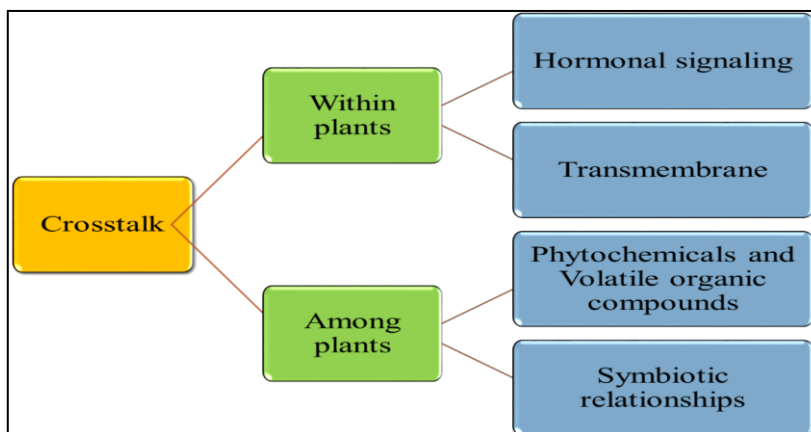 Crosstalk
Within
plants
Hormonal signaling
Transmembrane
Among
plants
Phytochemicals and
Volatile organic
compounds
Symbiotic
relationships